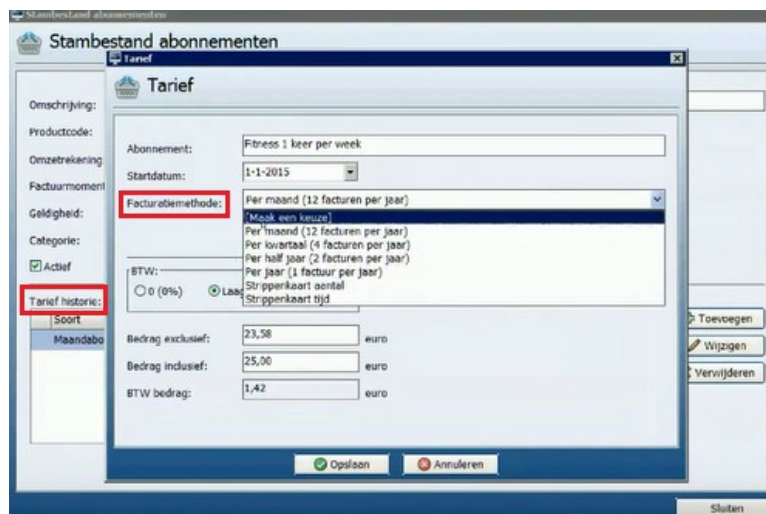 Stambestand abonnementen
Stambestand abonnementen
Tarief
Tarief
Omschrijving:
Productcode:
Omzetrekening
Factuurmoment
Geldigheid:
Categorie:
Actief
Tarief historie:
Soort
Maandabo
Abonnement:
Fitness 1 keer per week
Startdatum:
1-1-2015
Facturatiemethode:
Per maand (12 facturen per jaar)
[Maak een keuze]
Per maand (12 facturen per jaar)
Per kwartaal (4 facturen per jaar)
Per half jaar (2 facturen per jaar)
Per jaar (1 factuur per jaar)
Strippenkaart aantal
Strippenkaart tijd
BTW:
0 (0%)
Laag
Bedrag exclusief:
23,58
euro
Bedrag inclusief:
25,00
euro
BTW bedrag:
1,42
euro
Opslaan
Annuleren
Toevoegen
Wijzigen
Verwijderen
Sluiten